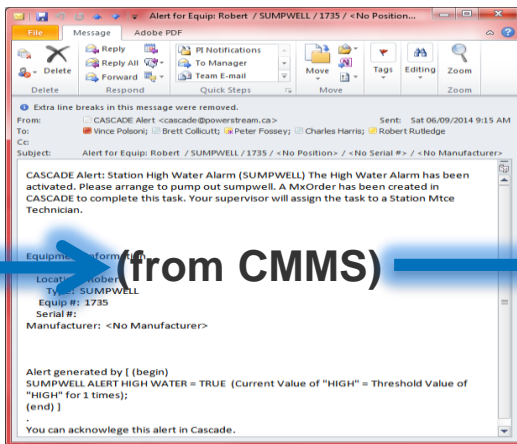 Alert for Equip: Robert / SUMPWELL / 1735 / <No Position...
File Message Adobe PDF
Delete
Reply
Reply All
Forward
PI Notifications
To Manager
Team E-mail
Move
Tags
Editing
Zoom
Delete Respond Quick Steps Move Zoom
Extra line breaks in this message were removed.
From: CASCADE Alert <cascade@powerstream.ca> Sent: Sat 06/09/2014 9:15 AM
To: Vince Polsoni; Brett Collicutt; Peter Fossey; Charles Harris; Robert Rutledge
Cc:
Subject: Alert for Equip: Robert / SUMPWELL / 1735 / <No Position> / <No Serial #> / <No Manufacturer>
CASCADE Alert: Station High Water Alarm (SUMPWELL) The High Water Alarm has been
activated. Please arrange to pump out sumpwell. A MxOrder has been created in
CASCADE to complete this task. Your supervisor will assign the task to a Station Mtce
Technician.
Equipment Information
(from CMMS)
Type: SUMPWELL
Equip #: 1735
Serial #:
Manufacturer: <No Manufacturer>
Alert generated by [ (begin)
SUMPWELL ALERT HIGH WATER = TRUE (Current Value of "HIGH" = Threshold Value of
"HIGH" for 1 times);
(end) ]
.
You can acknowlege this alert in Cascade.